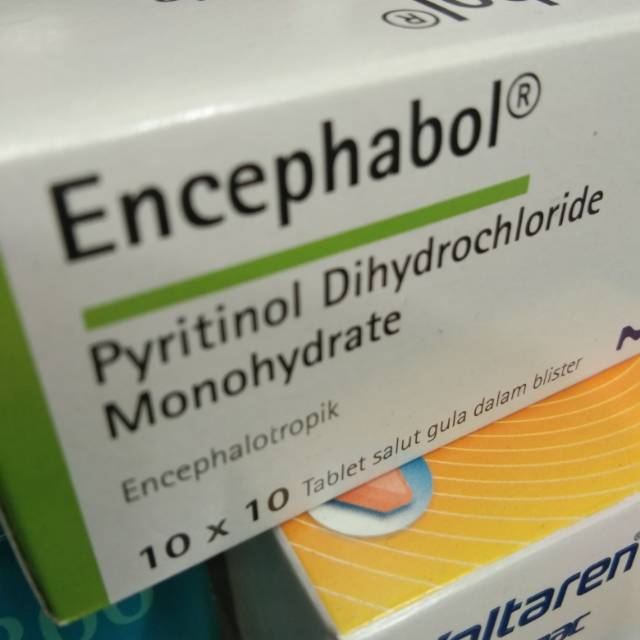 Encephabol®
Pyritinol Dihydrochloride
Monohydrate
Encephalotropik
10 x 10 Tablet salut gula dalam blister